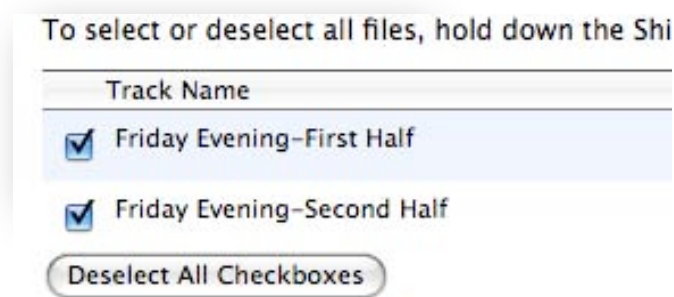 To select or deselect all files, hold down the
Track Name
Friday Evening-First Half
Friday Evening-Second Half
Deselect All Checkboxes